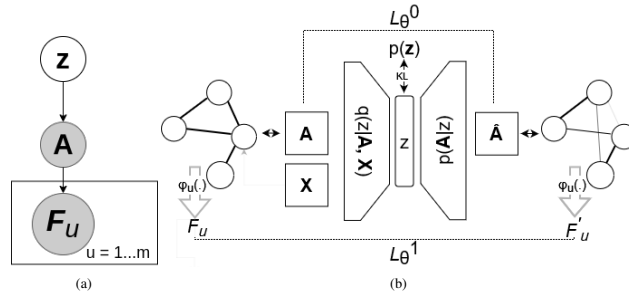 z
A
F_u
u = 1...m
(a)
L_θ^0
p(z)
KL
A
X
q(z|A, X)
z
p(A|z)
Â
φ_u(.)
F_u
φ_u(.)
F'_u
L_θ^1
(b)